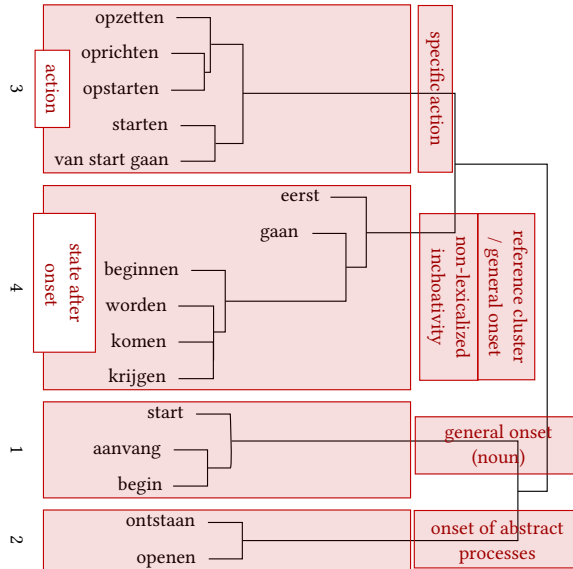 opzetten
oprichten
opstarten
starten
van start gaan
action
3
specific action
eerst
gaan
beginnen
worden
komen
krijgen
state after
onset
4
reference cluster
/ general onset
non-lexicalized
inchoativity
start
aanvang
begin
1
general onset
(noun)
ontstaan
openen
2
onset of abstract
processes